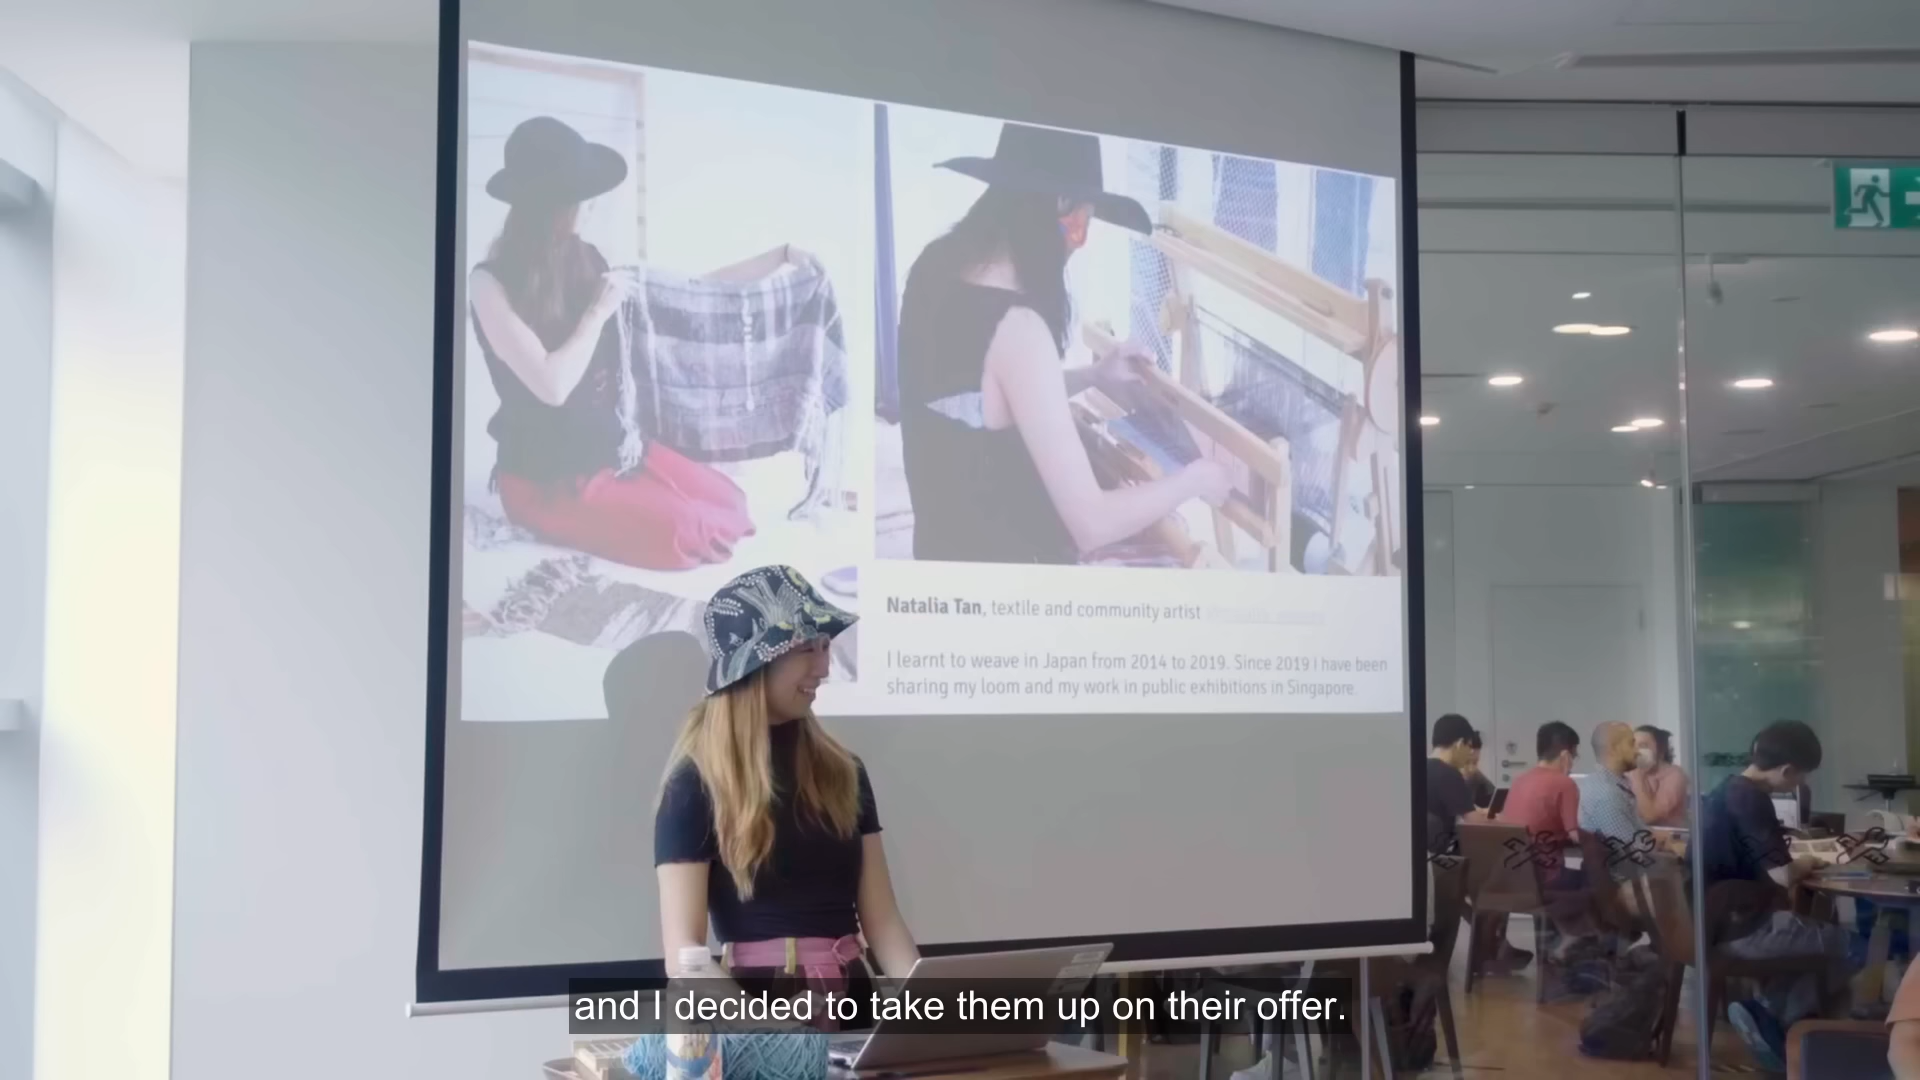 Natalia Tan, textile and community artist
I learnt to weave in Japan from 2014 to 2019. Since 2019 I have been
sharing my loom and my work in public exhibitions in Singapore.
and I decided to take them up on their offer.